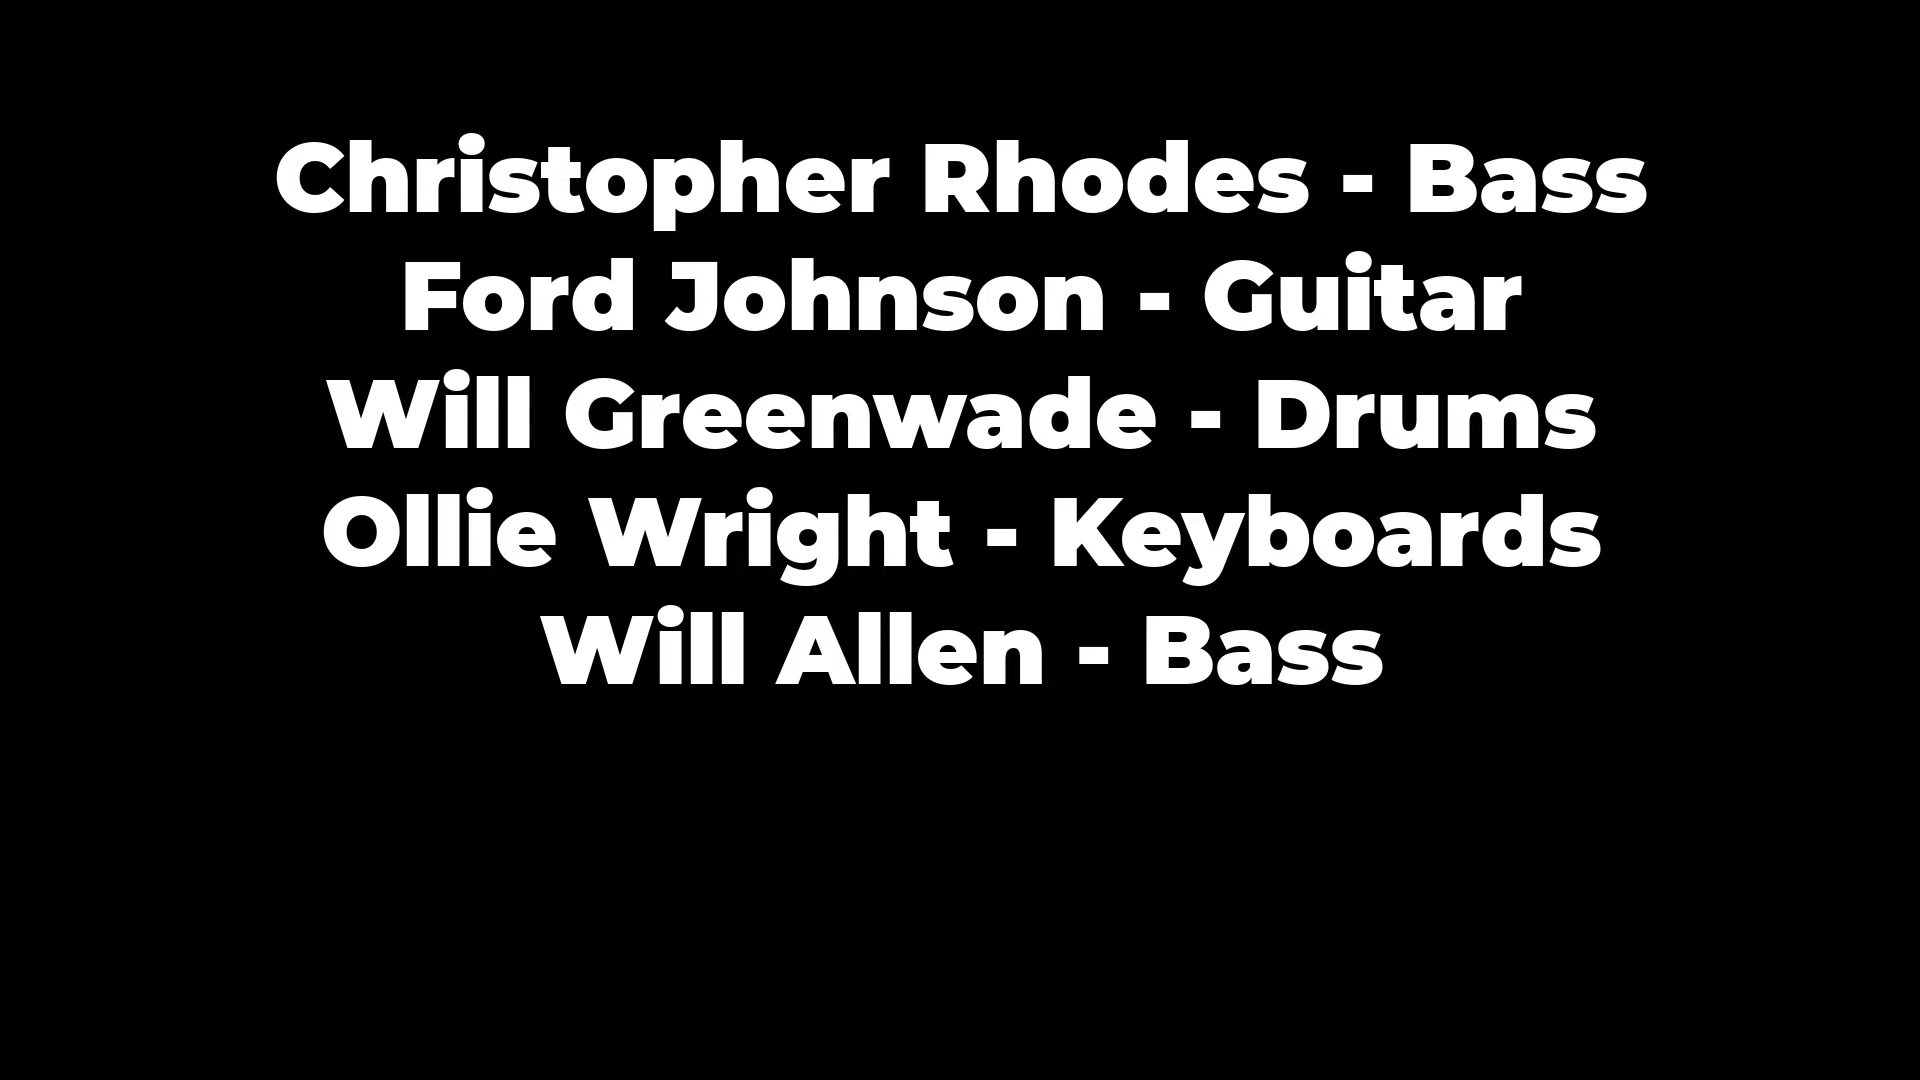 Christopher Rhodes - Bass
Ford Johnson - Guitar
Will Greenwade - Drums
Ollie Wright - Keyboards
Will Allen - Bass